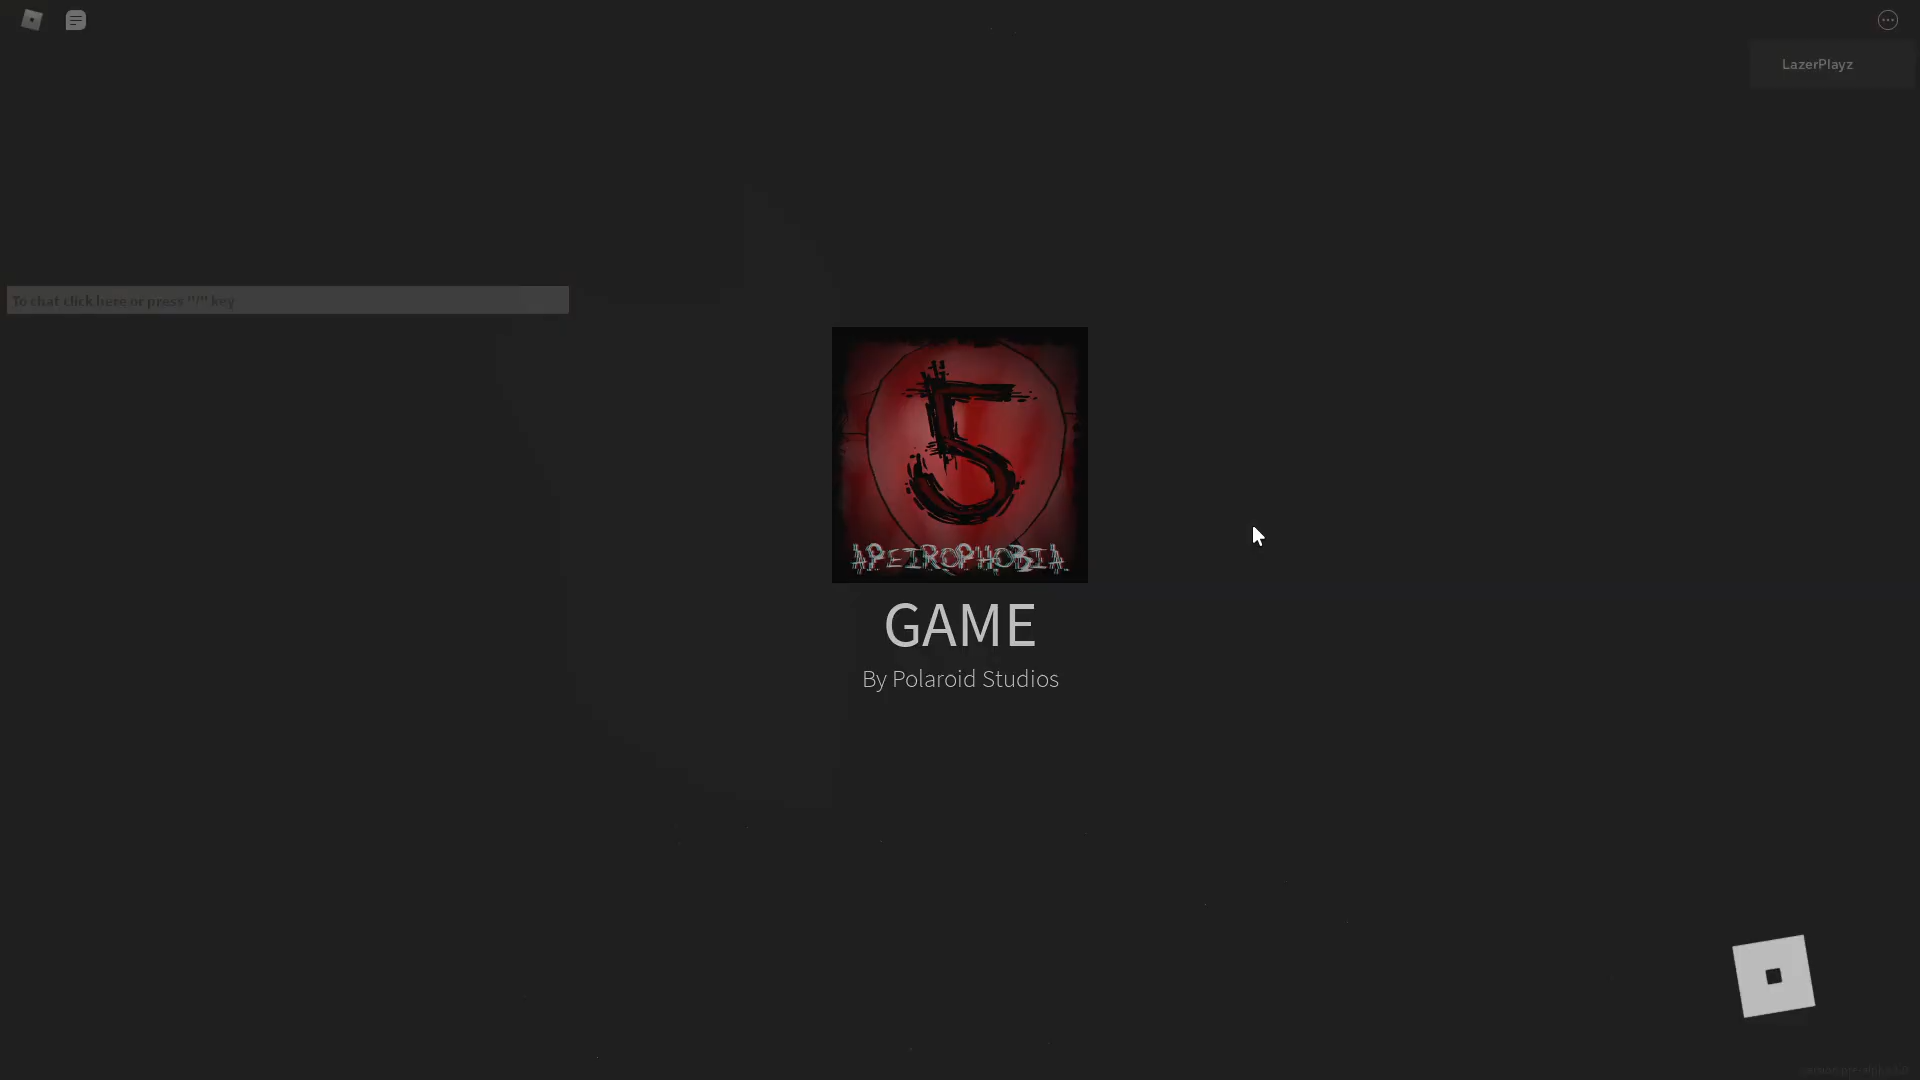 LazerPlayz
To chat click here or press "/" key
5
APEIROPHOBIA
GAME
By Polaroid Studios